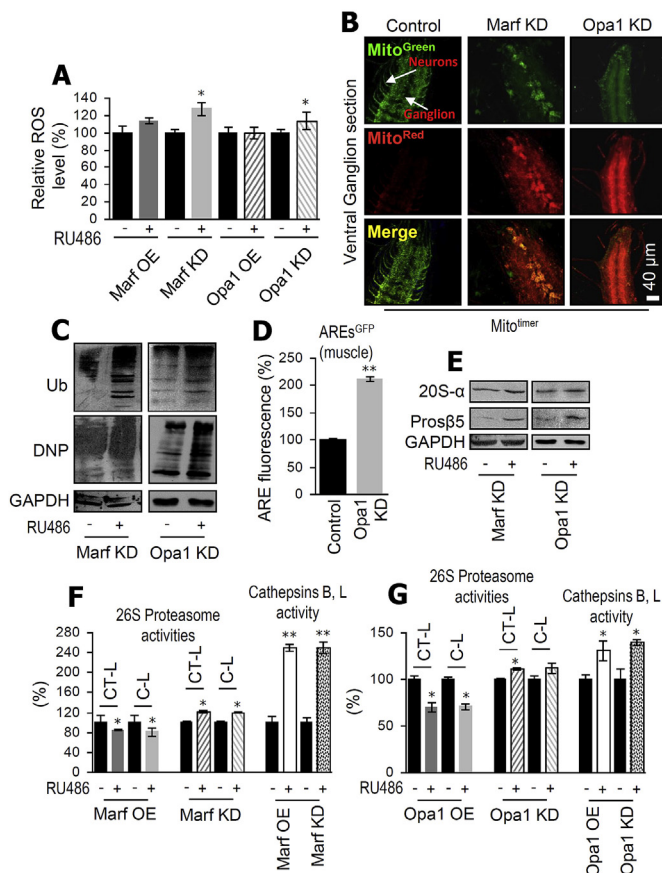 A
Relative ROS
level (%)
140
120
100
80
60
40
20
0
*
*
RU486
- + - + - + - +
Marf OE
Marf KD
Opa1 OE
Opa1 KD
B
Control
Marf KD
Opa1 KD
Ventral Ganglion section
MitoGreen
Neurons
Ganglion
MitoRed
Merge
40 µm
Mitotimer
C
Ub
DNP
GAPDH
RU486
- + - +
Marf KD
Opa1 KD
D
AREsGFP
(muscle)
ARE fluorescence (%)
250
200
150
100
50
0
**
Control
Opa1
KD
E
20S-α
Prosβ5
GAPDH
RU486
- + - +
Marf KD
Opa1 KD
F
26S Proteasome
activities
Cathepsins B, L
activity
(%)
280
240
200
160
120
80
40
0
CT-L
C-L
CT-L
C-L
* * * * ** **
RU486
- + - + - + - + - + - +
Marf OE
Marf KD
Marf OE
Marf KD
G
26S Proteasome
activities
Cathepsins B, L
activity
(%)
150
100
50
0
CT-L
C-L
CT-L
C-L
* * * * *
RU486
- + - + - + - + - + - +
Opa1 OE
Opa1 KD
Opa1 OE
Opa1 KD